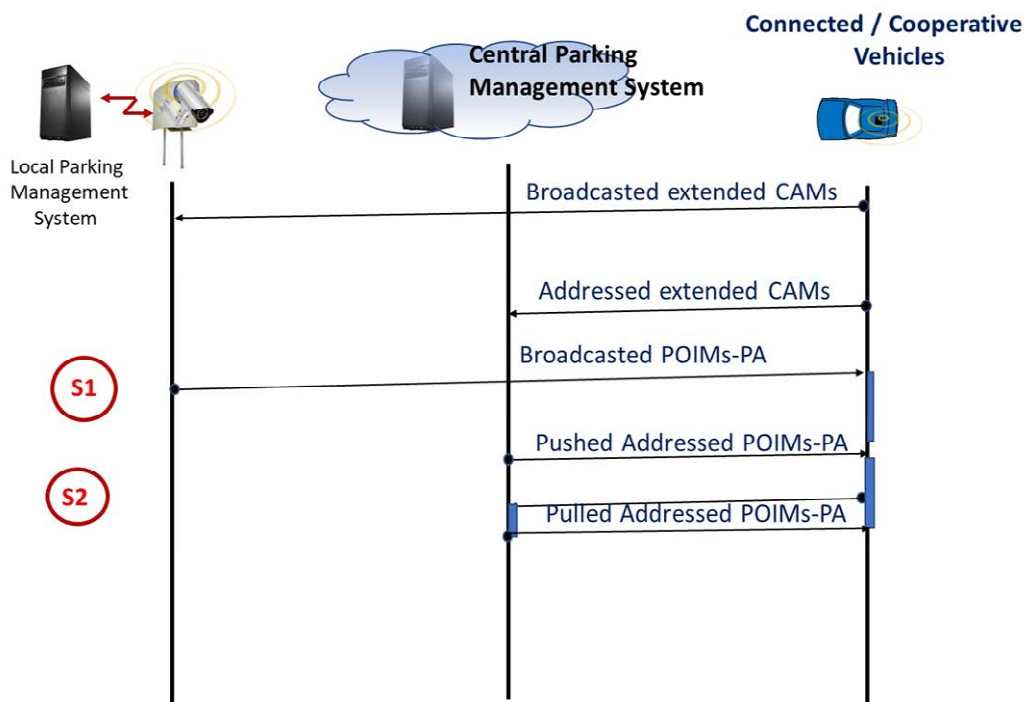 Connected / Cooperative
Vehicles
Central Parking
Management System
Local Parking
Management
System
Broadcasted extended CAMs
Addressed extended CAMs
Broadcasted POIMs-PA
S1
Pushed Addressed POIMs-PA
S2
Pulled Addressed POIMs-PA